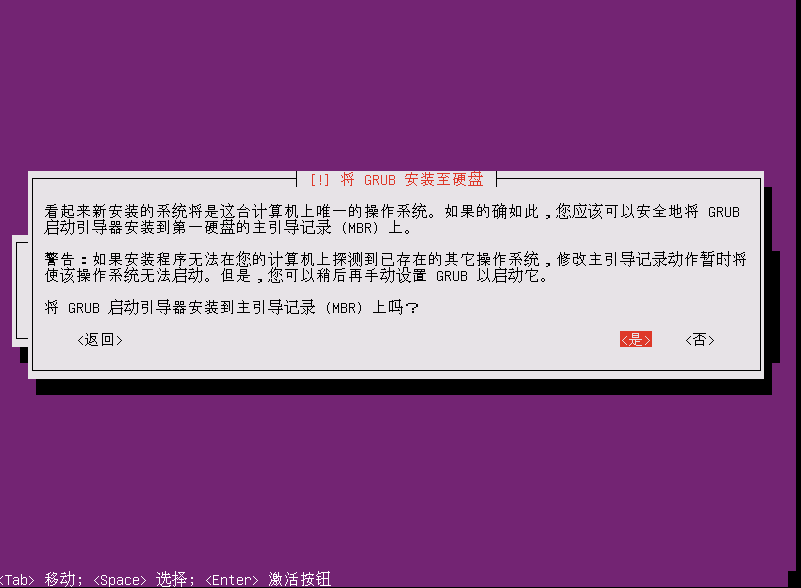 [!] 将 GRUB 安装至硬盘
看起来新安装的系统将是这台计算机上唯一的操作系统。如果的确如此，您应该可以安全地将 GRUB
启动引导器安装到第一硬盘的主引导记录 (MBR) 上。
警告：如果安装程序无法在您的计算机上探测到已存在的其它操作系统，修改主引导记录动作暂时将
使该操作系统无法启动。但是，您可以稍后再手动设置 GRUB 以启动它。
将 GRUB 启动引导器安装到主引导记录 (MBR) 上吗？
<返回> <是> <否>
<Tab> 移动; <Space> 选择; <Enter> 激活按钮